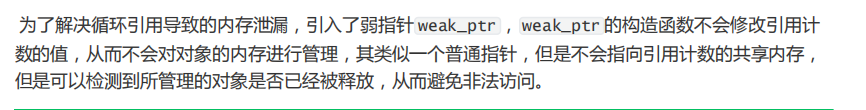 为了解决循环引用导致的内存泄漏，引入了弱指针weak_ptr，weak_ptr的构造函数不会修改引用计
数的值，从而不会对对象的内存进行管理，其类似一个普通指针，但是不会指向引用计数的共享内存，
但是可以检测到所管理的对象是否已经被释放，从而避免非法访问。